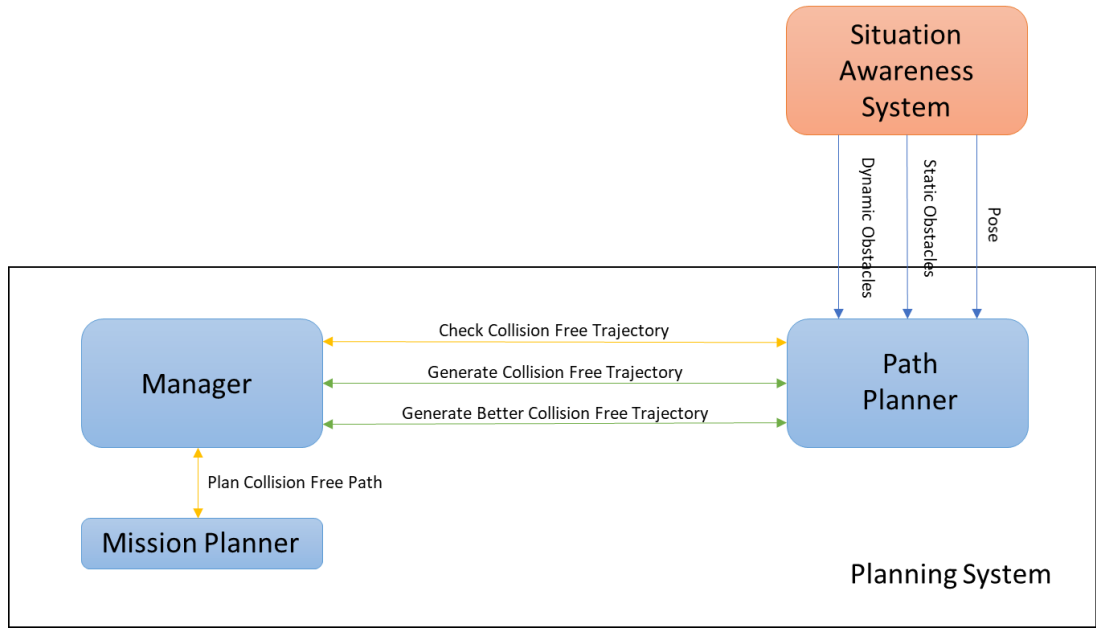 Situation
Awareness
System
Dynamic Obstacles
Static Obstacles
Pose
Check Collision Free Trajectory
Manager
Generate Collision Free Trajectory
Path
Planner
Generate Better Collision Free Trajectory
Plan Collision Free Path
Mission Planner
Planning System